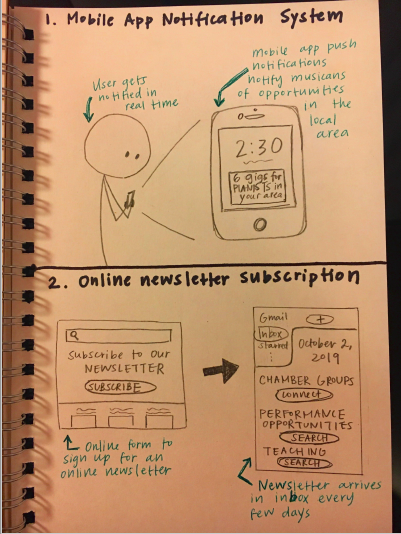 1. Mobile App Notification System
User gets
notified in
real time
Mobile app push
notifications
notify musicans
of opportunities
in the
local
area
2:30
6 gigs for
PIANISTS in
your area
2. Online newsletter subscription
Subscribe to our
NEWSLETTER
SUBSCRIBE
Online form to
sign up for an
online newsletter
Gmail
+
Inbox
Starred
October 2,
2019
CHAMBER GROUPS
connect
PERFORMANCE
OPPORTUNITIES
SEARCH
TEACHING
SEARCH
Newsletter arrives
in inbox every
few days